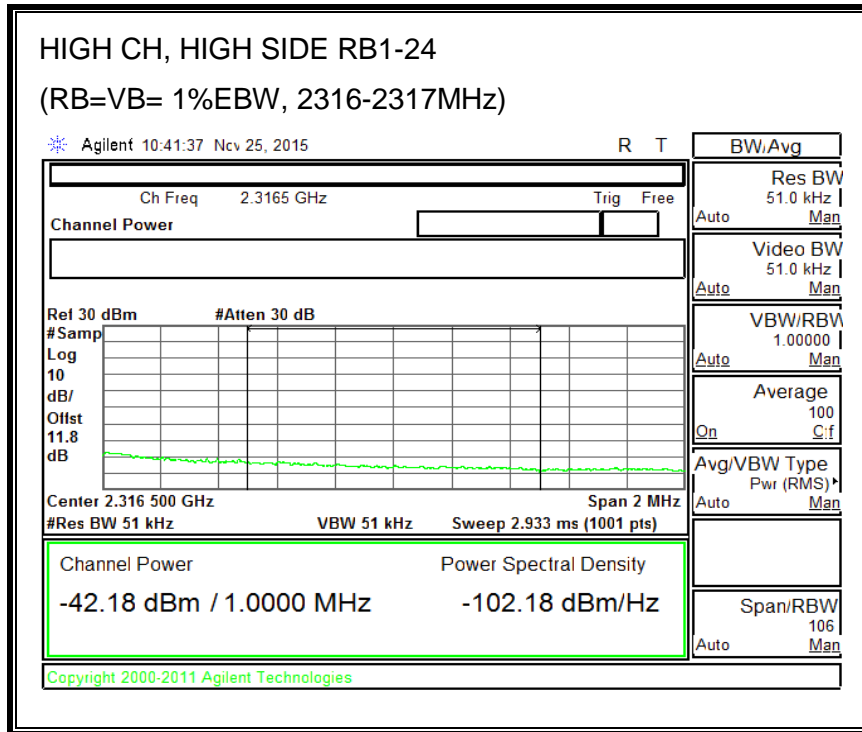 HIGH CH, HIGH SIDE RB1-24
(RB=VB= 1%EBW, 2316-2317MHz)
Agilent 10:41:37 Nov 25, 2015 R T
Ch Freq 2.3165 GHz Trig Free
Channel Power
Ref 30 dBm #Atten 30 dB
#Samp
Log
10
dB/
Offst
11.8
dB
Center 2.316 500 GHz Span 2 MHz
#Res BW 51 kHz VBW 51 kHz Sweep 2.933 ms (1001 pts)
Channel Power Power Spectral Density
-42.18 dBm / 1.0000 MHz -102.18 dBm/Hz
Copyright 2000-2011 Agilent Technologies
BW/Avg
Res BW
51.0 kHz
Auto Man
Video BW
51.0 kHz
Auto Man
VBW/RBW
1.00000
Auto Man
Average
100
On Off
Avg/VBW Type
Pwr (RMS)
Auto Man
Span/RBW
106
Auto Man